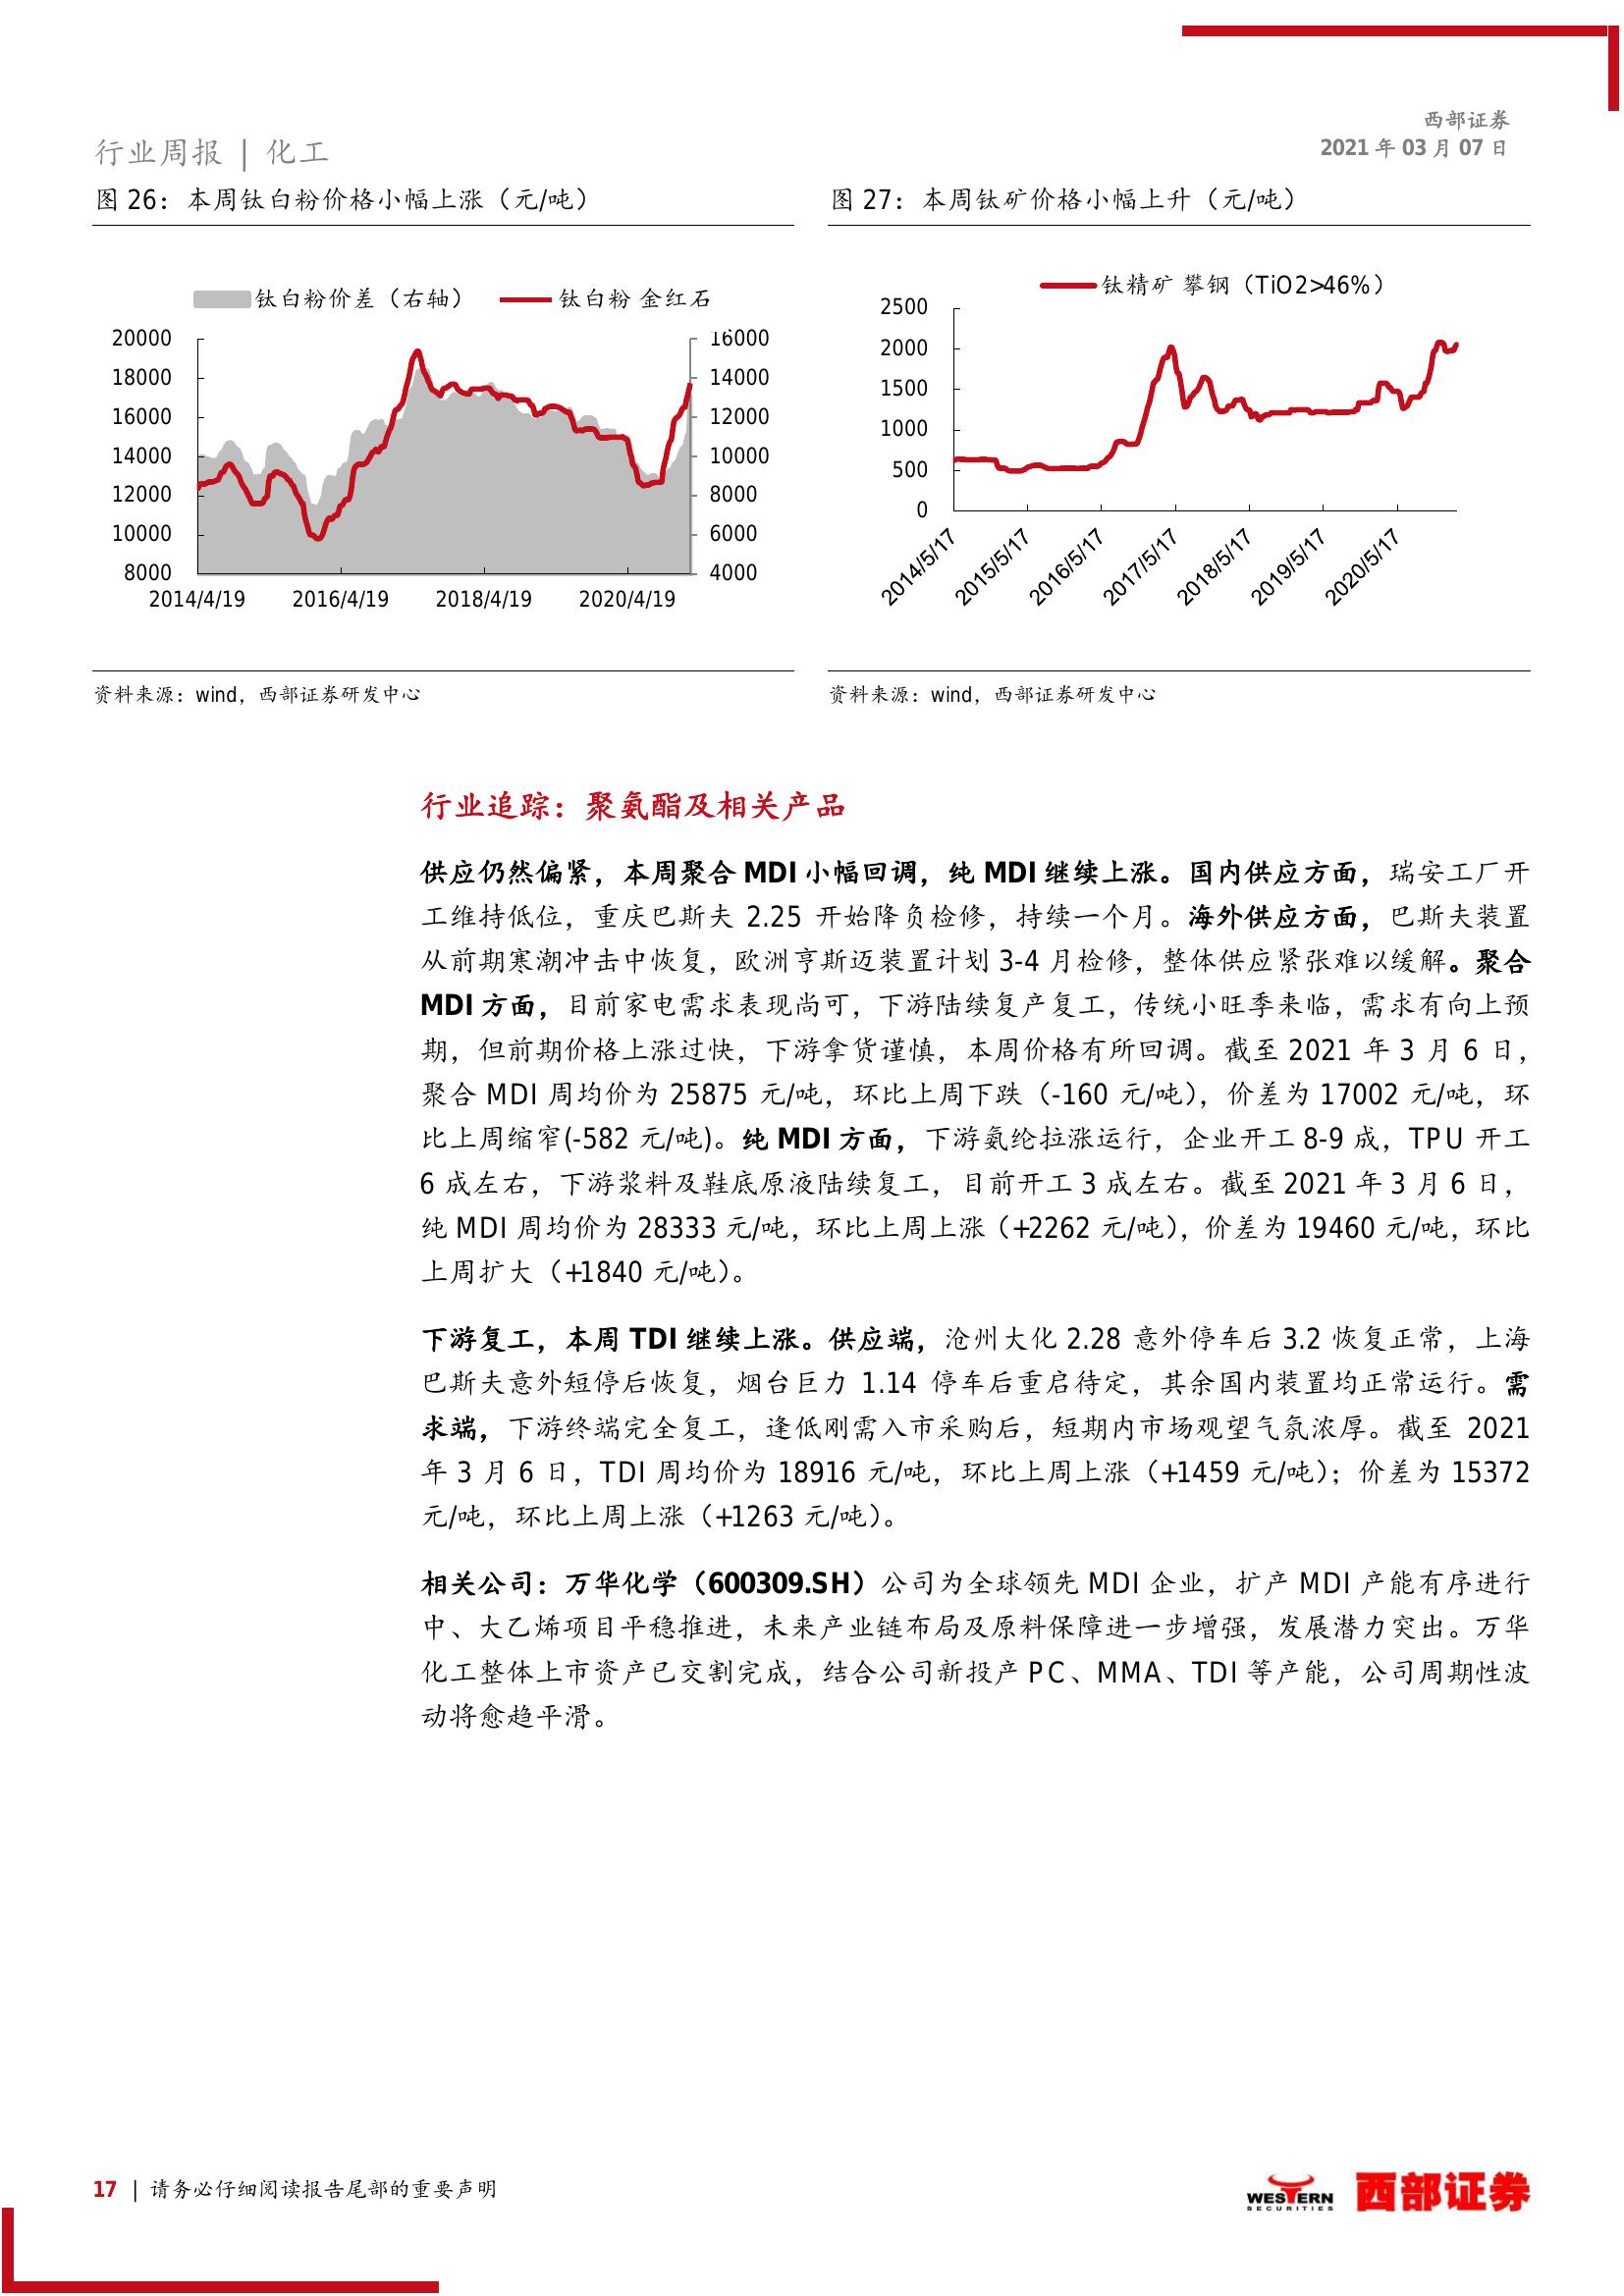 西部证券
2021 年 03 月 07 日
行业周报 | 化工
图 26：本周钛白粉价格小幅上涨（元/吨）
钛白粉价差（右轴）
钛白粉 金红石
20000
18000
16000
14000
12000
10000
8000
16000
14000
12000
10000
8000
6000
4000
2014/4/19 2016/4/19 2018/4/19 2020/4/19
资料来源：wind，西部证券研发中心
图 27：本周钛矿价格小幅上升（元/吨）
钛精矿 攀钢（TiO2>46%）
2500
2000
1500
1000
500
0
2014/5/17 2015/5/17 2016/5/17 2017/5/17 2018/5/17 2019/5/17 2020/5/17
资料来源：wind，西部证券研发中心
行业追踪：聚氨酯及相关产品
供应仍然偏紧，本周聚合 MDI 小幅回调，纯 MDI 继续上涨。国内供应方面，瑞安工厂开
工维持低位，重庆巴斯夫 2.25 开始降负检修，持续一个月。海外供应方面，巴斯夫装置
从前期寒潮冲击中恢复，欧洲亨斯迈装置计划 3-4 月检修，整体供应紧张难以缓解。聚合
MDI 方面，目前家电需求表现尚可，下游陆续复产复工，传统小旺季来临，需求有向上预
期，但前期价格上涨过快，下游拿货谨慎，本周价格有所回调。截至 2021 年 3 月 6 日，
聚合 MDI 周均价为 25875 元/吨，环比上周下跌（-160 元/吨），价差为 17002 元/吨，环
比上周缩窄(-582 元/吨)。纯 MDI 方面，下游氨纶拉涨运行，企业开工 8-9 成，TPU 开工
6 成左右，下游浆料及鞋底原液陆续复工，目前开工 3 成左右。截至 2021 年 3 月 6 日，
纯 MDI 周均价为 28333 元/吨，环比上周上涨（+2262 元/吨），价差为 19460 元/吨，环比
上周扩大（+1840 元/吨）。
下游复工，本周 TDI 继续上涨。供应端，沧州大化 2.28 意外停车后 3.2 恢复正常，上海
巴斯夫意外短停后恢复，烟台巨力 1.14 停车后重启待定，其余国内装置均正常运行。需
求端，下游终端完全复工，逢低刚需入市采购后，短期内市场观望气氛浓厚。截至 2021
年 3 月 6 日，TDI 周均价为 18916 元/吨，环比上周上涨（+1459 元/吨）；价差为 15372
元/吨，环比上周上涨（+1263 元/吨）。
相关公司：万华化学（600309.SH）公司为全球领先 MDI 企业，扩产 MDI 产能有序进行
中、大乙烯项目平稳推进，未来产业链布局及原料保障进一步增强，发展潜力突出。万华
化工整体上市资产已交割完成，结合公司新投产 PC、MMA、TDI 等产能，公司周期性波
动将愈趋平滑。
17 | 请务必仔细阅读报告尾部的重要声明
WESTERN
SECURITIES
西部证券